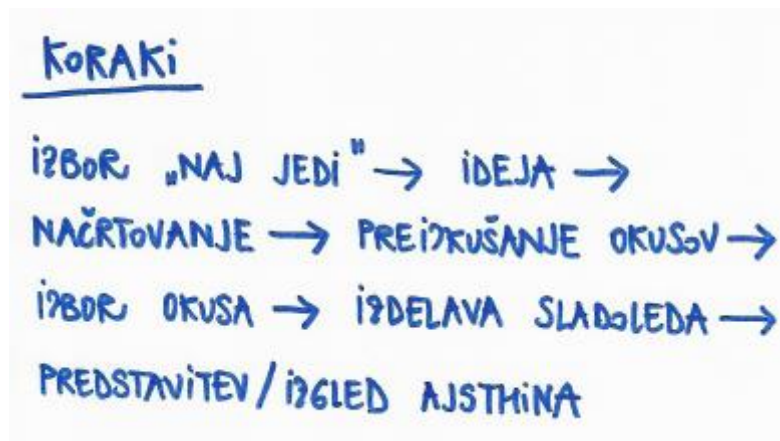 KORAKi
iZBOR „NAJ JEDi" → iDEJA →
NAČRTOVANJE → PREiZKUŠANJE OKUSOV →
iZBOR OKUSA → iZDELAVA SLADOLEDA →
PREDSTAViTEV / iZGLED AJSTHiNA